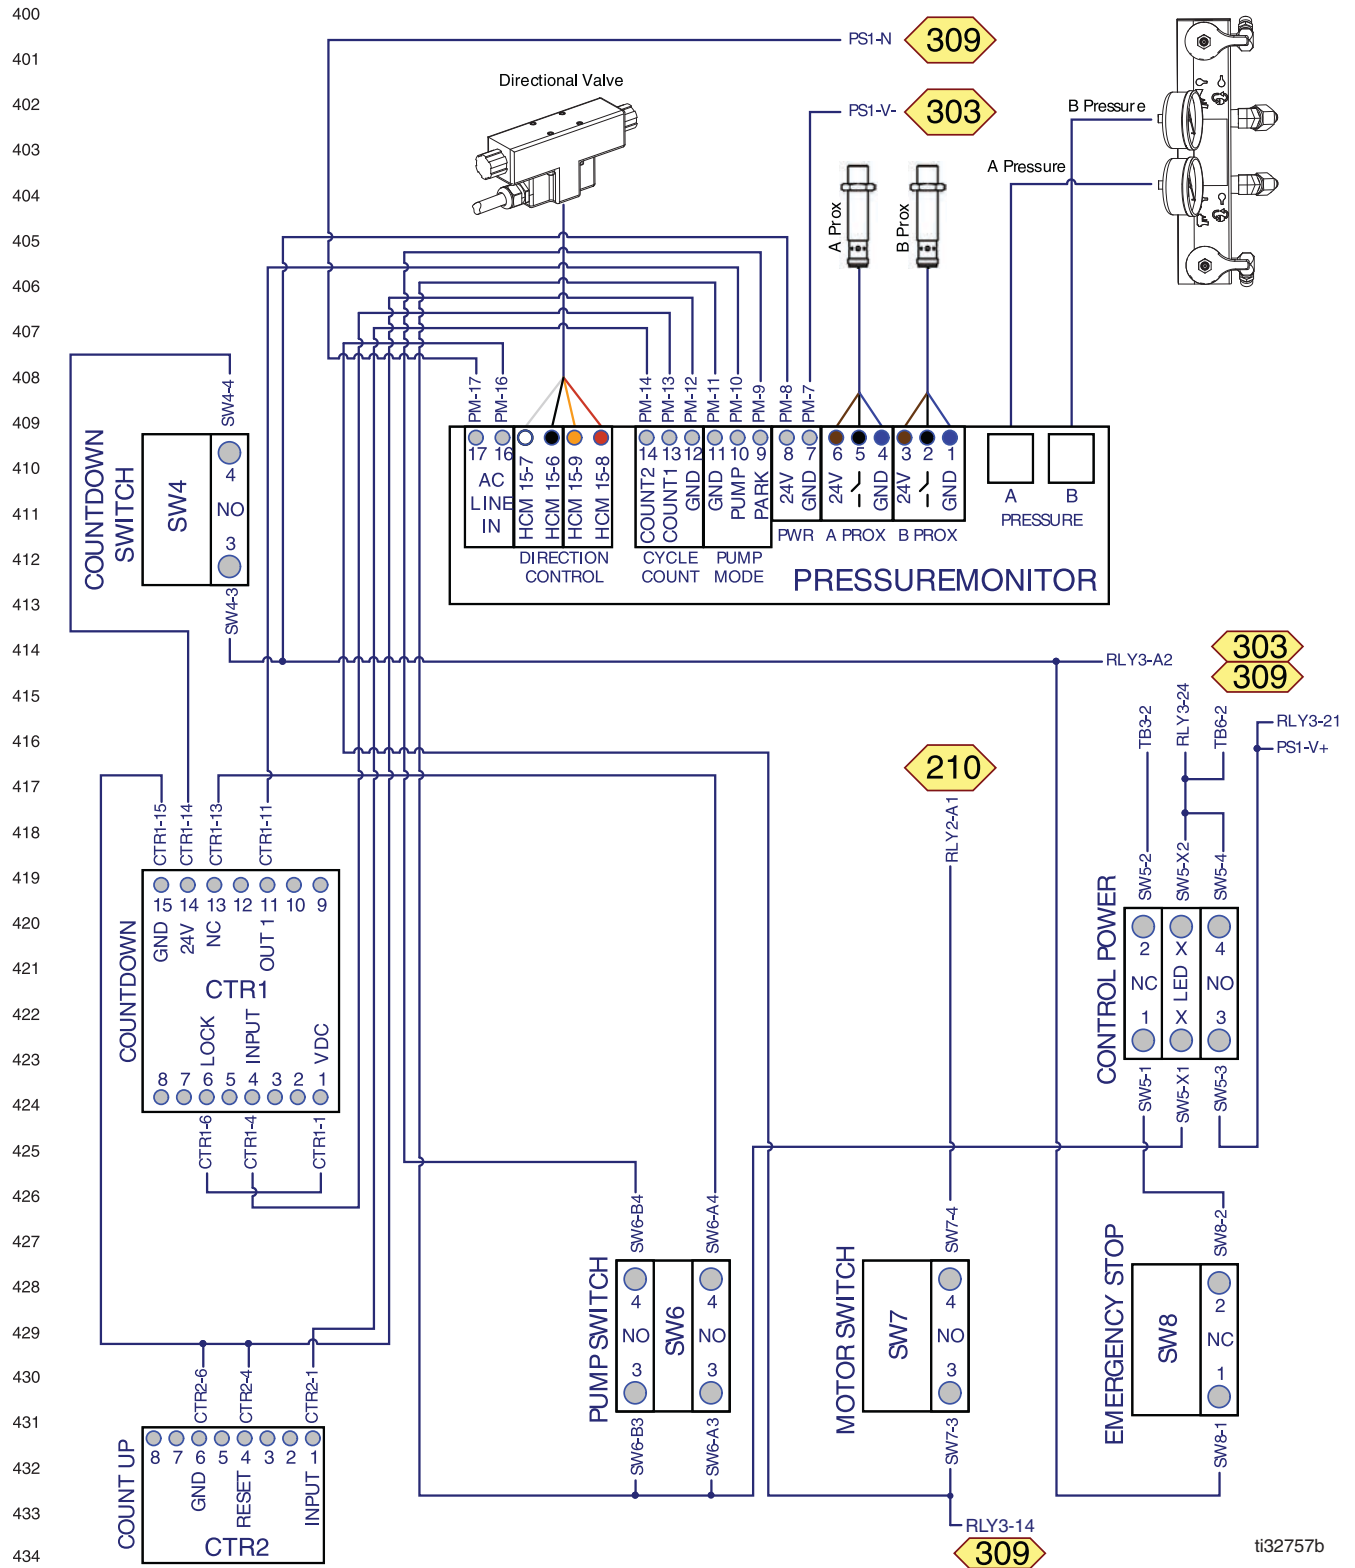 400
401
402
403
404
405
406
407
408
409
410
411
412
413
414
415
416
417
418
419
420
421
422
423
424
425
426
427
428
429
430
431
432
433
434
PS1-N
309
Directional Valve
PS1-V-
303
B Pressure
A Pressure
A Prox
B Prox
SW4-4
PM-17
PM-16
PM-14
PM-13
PM-12
PM-11
PM-10
PM-9
PM-8
PM-7
COUNTDOWN
SWITCH
SW4
4
NO
3
SW4-3
17
16
AC
LINE
IN
HCM 15-7
HCM 15-6
HCM 15-9
HCM 15-8
DIRECTION
CONTROL
14
13
12
COUNT2
COUNT1
GND
CYCLE
COUNT
11
10
9
GND
PUMP
PARK
PUMP
MODE
8
7
24V
GND
PWR
6
5
4
24V
GND
A PROX
3
2
1
24V
GND
B PROX
A
B
PRESSURE
PRESSUREMONITOR
RLY3-A2
303
309
TB3-2
RLY3-24
TB6-2
RLY3-21
PS1-V+
210
RLY2-A1
CTR1-15
CTR1-14
CTR1-13
CTR1-11
COUNTDOWN
15
14
13
12
11
10
9
GND
24V
NC
OUT 1
CTR1
LOCK
INPUT
VDC
8
7
6
5
4
3
2
1
CTR1-6
CTR1-4
CTR1-1
SW5-2
SW5-X2
SW5-4
CONTROL POWER
2
NC
1
X
LED
X
4
NO
3
SW5-1
SW5-X1
SW5-3
SW6-B4
SW6-A4
PUMP SWITCH
4
NO
3
SW6
4
NO
3
SW6-B3
SW6-A3
SW7-4
MOTOR SWITCH
SW7
4
NO
3
SW7-3
SW8-2
EMERGENCY STOP
SW8
2
NC
1
SW8-1
CTR2-6
CTR2-4
CTR2-1
COUNT UP
8
7
6
5
4
3
2
1
GND
RESET
INPUT
CTR2
RLY3-14
309
ti32757b